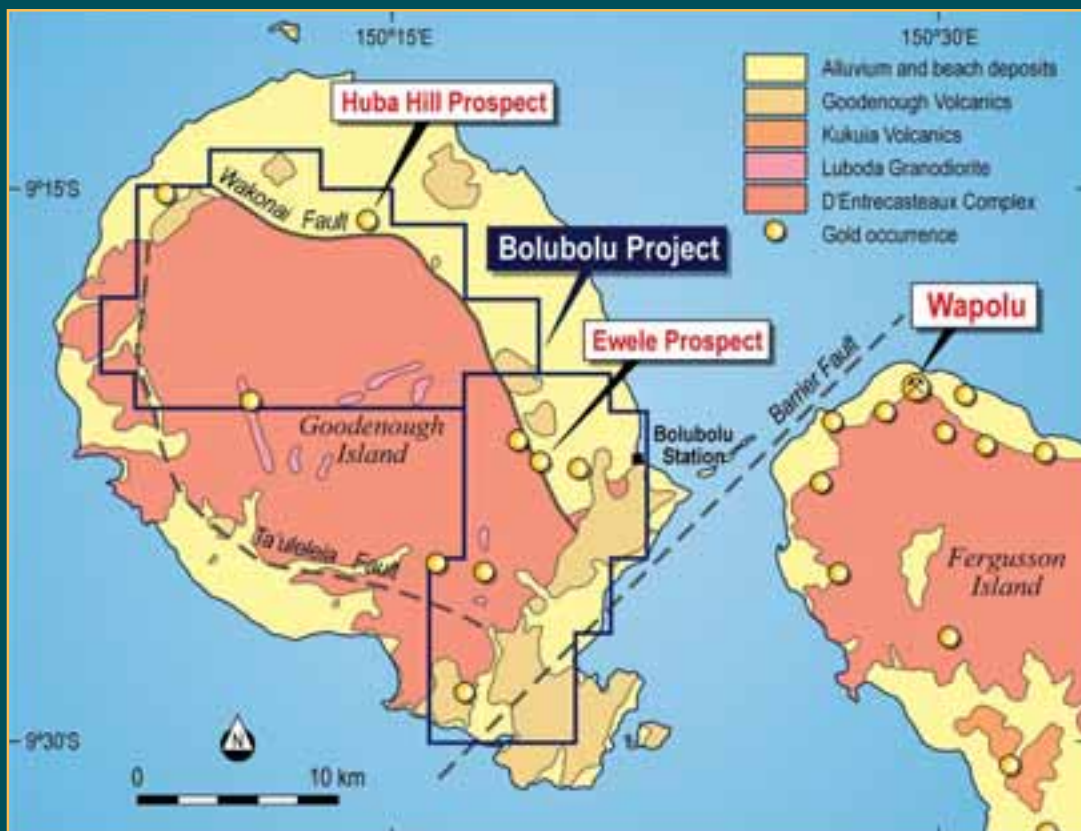 150°15'E
150°30'E
Alluvium and beach deposits
Goodenough Volcanics
Kukuia Volcanics
Luboda Granodiorite
D'Entrecasteaux Complex
Gold occurrence
Huba Hill Prospect
9°15'S
Wakonai Fault
Bolubolu Project
Ewele Prospect
Wapolu
Barrier Fault
Goodenough
Island
Bolubolu
Station
Ta'uleleia Fault
Fergusson
Island
9°30'S
N
0
10 km